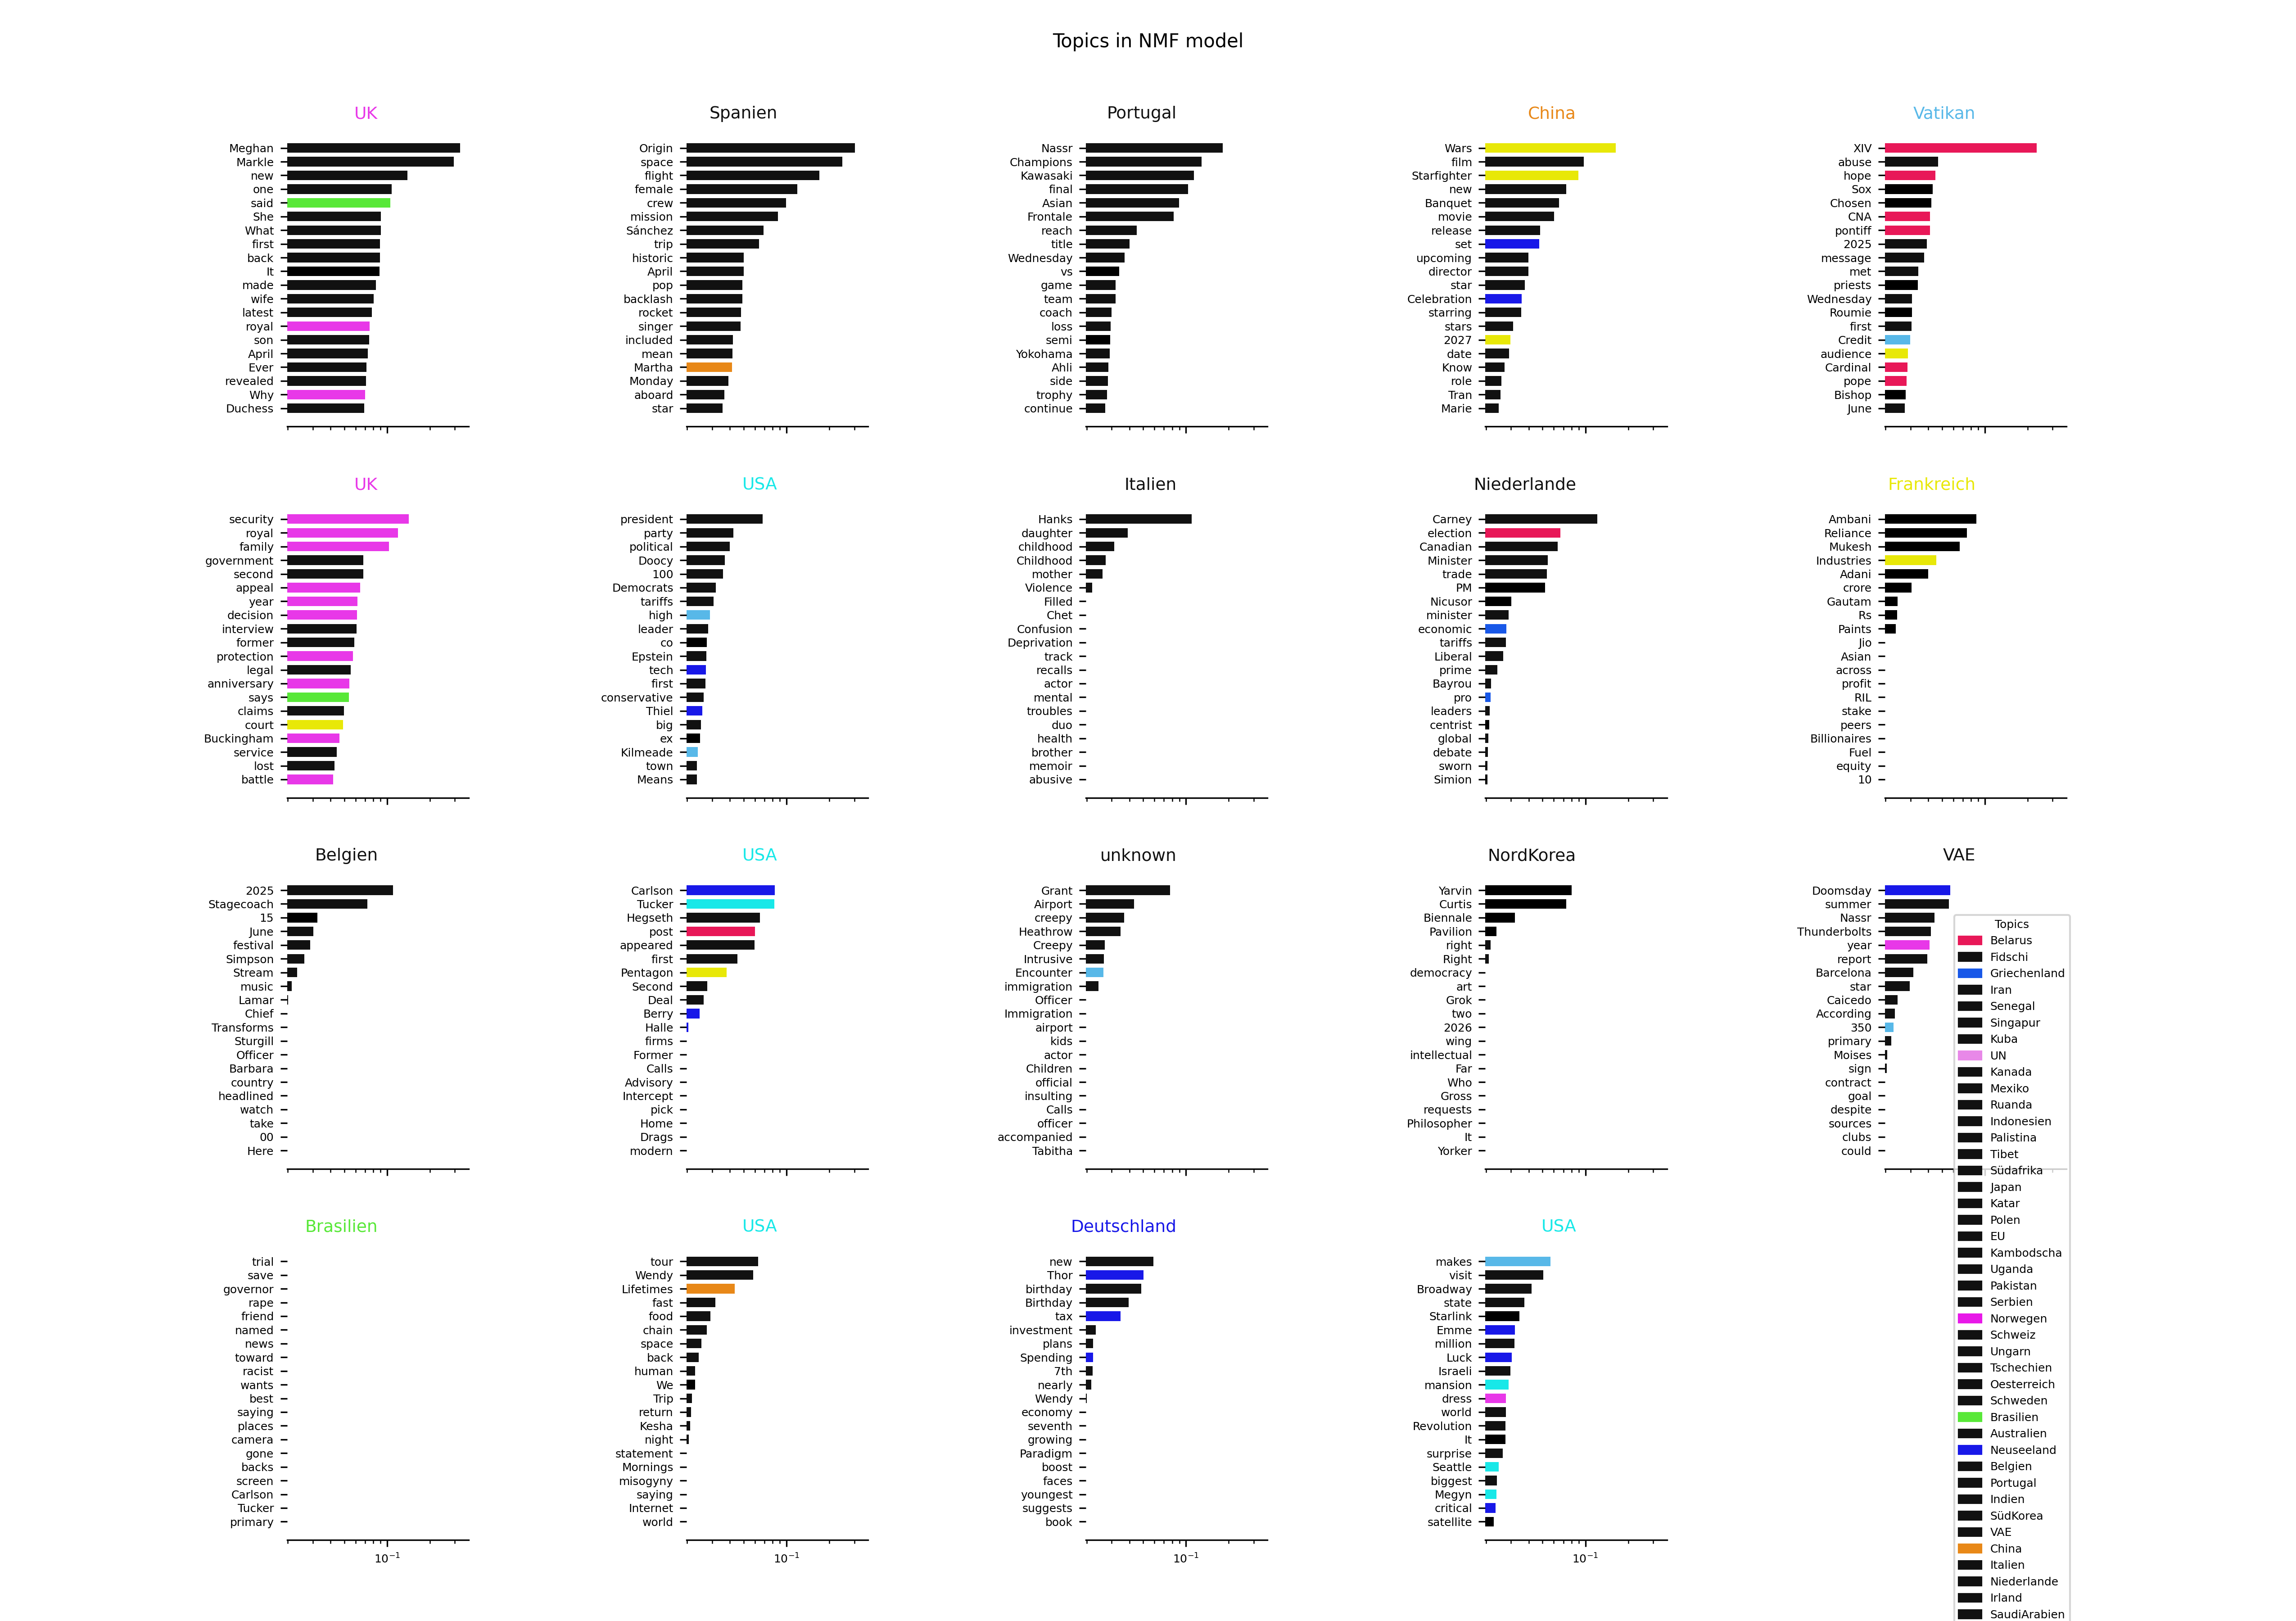 Topics in NMF model
UK
Meghan
Markle
new
one
said
She
What
first
back
It
made
wife
latest
royal
son
April
Ever
revealed
Why
Duchess
Spanien
Origin
space
flight
female
crew
mission
Sánchez
trip
historic
April
pop
backlash
rocket
singer
included
mean
Martha
Monday
aboard
star
Portugal
Nassr
Champions
Kawasaki
final
Asian
Frontale
reach
title
Wednesday
vs
game
team
coach
loss
semi
Yokohama
Ahli
side
trophy
continue
China
Wars
film
Starfighter
new
Banquet
movie
release
set
upcoming
director
star
Celebration
starring
stars
2027
date
Know
role
Tran
Marie
Vatikan
XIV
abuse
hope
Sox
Chosen
CNA
pontiff
2025
message
met
priests
Wednesday
Roumie
first
Credit
audience
Cardinal
pope
Bishop
June
UK
security
royal
family
government
second
appeal
year
decision
interview
former
protection
legal
anniversary
says
claims
court
Buckingham
service
lost
battle
USA
president
party
political
Doocy
100
Democrats
tariffs
high
leader
co
Epstein
tech
first
conservative
Thiel
big
ex
Kilmeade
town
Means
Italien
Hanks
daughter
childhood
Childhood
mother
Violence
Filled
Chet
Confusion
Deprivation
track
recalls
actor
mental
troubles
duo
health
brother
memoir
abusive
Niederlande
Carney
election
Canadian
Minister
trade
PM
Nicusor
minister
economic
tariffs
Liberal
prime
Bayrou
pro
leaders
centrist
global
debate
sworn
Simion
Frankreich
Ambani
Reliance
Mukesh
Industries
Adani
crore
Gautam
Rs
Paints
Jio
Asian
across
profit
RIL
stake
peers
Billionaires
Fuel
equity
10
Belgien
2025
Stagecoach
15
June
festival
Simpson
Stream
music
Lamar
Chief
Transforms
Sturgill
Officer
Barbara
country
headlined
watch
take
00
Here
USA
Carlson
Tucker
Hegseth
post
appeared
first
Pentagon
Second
Deal
Berry
Halle
firms
Former
Calls
Advisory
Intercept
pick
Home
Drags
modern
unknown
Grant
Airport
creepy
Heathrow
Creepy
Intrusive
Encounter
immigration
Officer
Immigration
airport
kids
actor
Children
official
insulting
Calls
officer
accompanied
Tabitha
NordKorea
Yarvin
Curtis
Biennale
Pavilion
right
Right
democracy
art
Grok
two
2026
wing
intellectual
Far
Who
Gross
requests
Philosopher
It
Yorker
VAE
Doomsday
summer
Nassr
Thunderbolts
year
report
Barcelona
star
Caicedo
According
350
primary
Moises
sign
contract
goal
despite
sources
clubs
could
Brasilien
trial
save
governor
rape
friend
named
news
toward
racist
wants
best
saying
places
camera
gone
backs
screen
Carlson
Tucker
primary
10⁻¹
USA
tour
Wendy
Lifetimes
fast
food
chain
space
back
human
We
Trip
return
Kesha
night
statement
Mornings
misogyny
saying
Internet
world
10⁻¹
Deutschland
new
Thor
birthday
Birthday
tax
investment
plans
Spending
7th
nearly
Wendy
economy
seventh
growing
Paradigm
boost
faces
youngest
suggests
book
10⁻¹
USA
makes
visit
Broadway
state
Starlink
Emme
million
Luck
Israeli
mansion
dress
world
Revolution
It
surprise
Seattle
biggest
Megyn
critical
satellite
10⁻¹
Topics
Belarus
Fidschi
Griechenland
Iran
Senegal
Singapur
Kuba
UN
Kanada
Mexiko
Ruanda
Indonesien
Palistina
Tibet
Südafrika
Japan
Katar
Polen
EU
Kambodscha
Uganda
Pakistan
Serbien
Norwegen
Schweiz
Ungarn
Tschechien
Oesterreich
Schweden
Brasilien
Australien
Neuseeland
Belgien
Portugal
Indien
SüdKorea
VAE
China
Italien
Niederlande
Irland
SaudiArabien